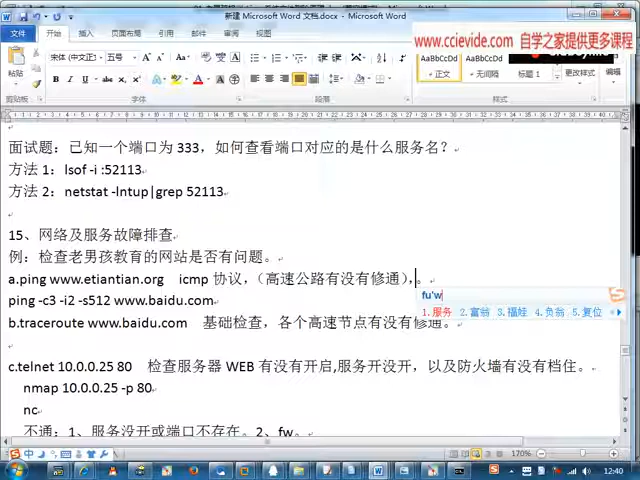 新建 Microsoft Word 文档.docx - Microsoft Word
文件 开始 插入 页面布局 引用 邮件 审阅 视图
www.ccievide.com 自学之家提供更多课程
宋体 (中文正文) 五号
AaBbCcDd AaBbCcDd AaBb
粘贴
正文 无间隔 标题 1 更改样式 编辑
剪贴板 字体 段落 样式
面试题：已知一个端口为 333，如何查看端口对应的是什么服务名？
方法 1：lsof -i :52113
方法 2：netstat -lntup|grep 52113
15、网络及服务故障排查
例：检查老男孩教育的网站是否有问题。
a.ping www.etiantian.org icmp 协议，（高速公路有没有修通），。
fu'w
ping -c3 -i2 -s512 www.baidu.com
1.服务 2.富翁 3.福娃 4.负翁 5.复位
b.traceroute www.baidu.com 基础检查，各个高速节点有没有修通。
c.telnet 10.0.0.25 80 检查服务器 WEB 有没有开启,服务开没开，以及防火墙有没有档住。
nmap 10.0.0.25 -p 80
nc
不通：1、服务没开或端口不存在。2、fw。
中
170%
12:40